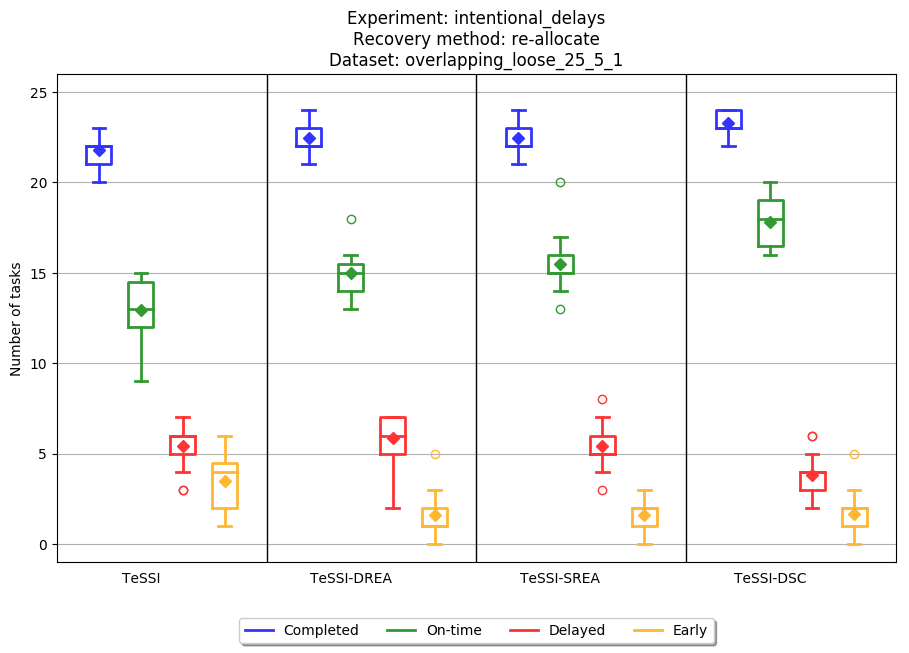 Experiment: intentional_delays
Recovery method: re-allocate
Dataset: overlapping_loose_25_5_1
25
20
15
10
5
0
Number of tasks
TeSSI
TeSSI-DREA
TeSSI-SREA
TeSSI-DSC
Completed
On-time
Delayed
Early